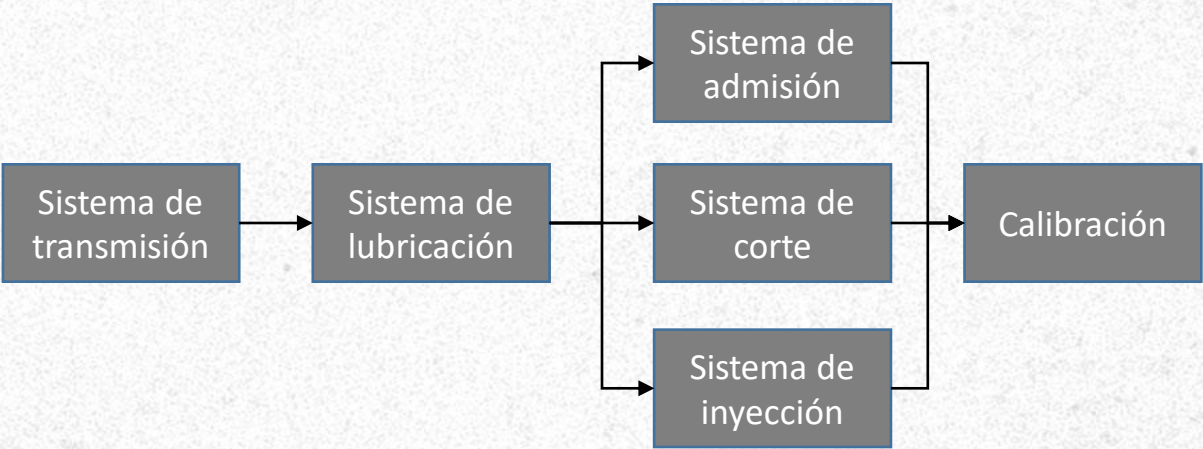 Sistema de
transmisión
Sistema de
lubricación
Sistema de
admisión
Sistema de
corte
Sistema de
inyección
Calibración